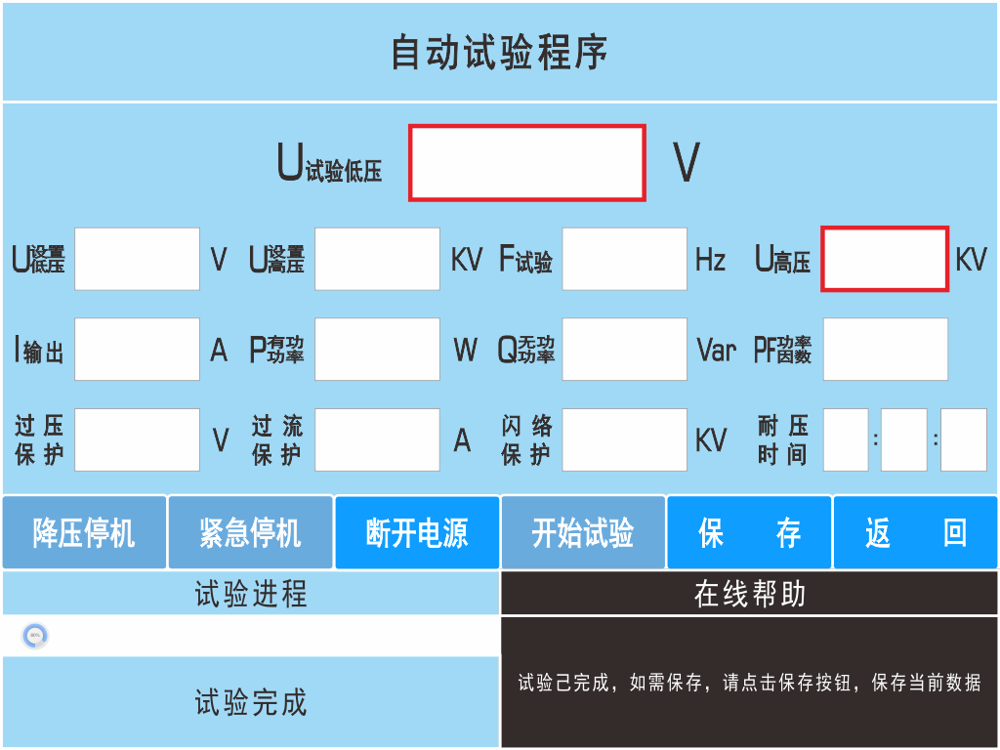 自动试验程序
U试验低压 V
U设置低压 V U设置高压 KV F试验 Hz U高压 KV
I输出 A P有功功率 W Q无功功率 Var PF功率因数
过压保护 V 过流保护 A 闪络保护 KV 耐压时间 : :
降压停机 紧急停机 断开电源 开始试验 保存 返回
试验进程 在线帮助
80%
试验己完成，如需保存，请点击保存按钮，保存当前数据
试验完成